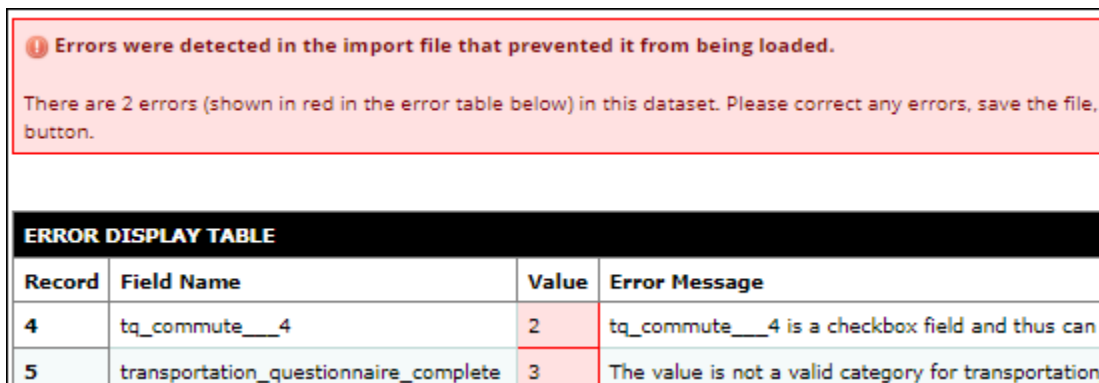 Errors were detected in the import file that prevented it from being loaded.
There are 2 errors (shown in red in the error table below) in this dataset. Please correct any errors, save the file,
button.
ERROR DISPLAY TABLE
Record Field Name Value Error Message
4 tq_commute___4 2 tq_commute___4 is a checkbox field and thus can
5 transportation_questionnaire_complete 3 The value is not a valid category for transportation